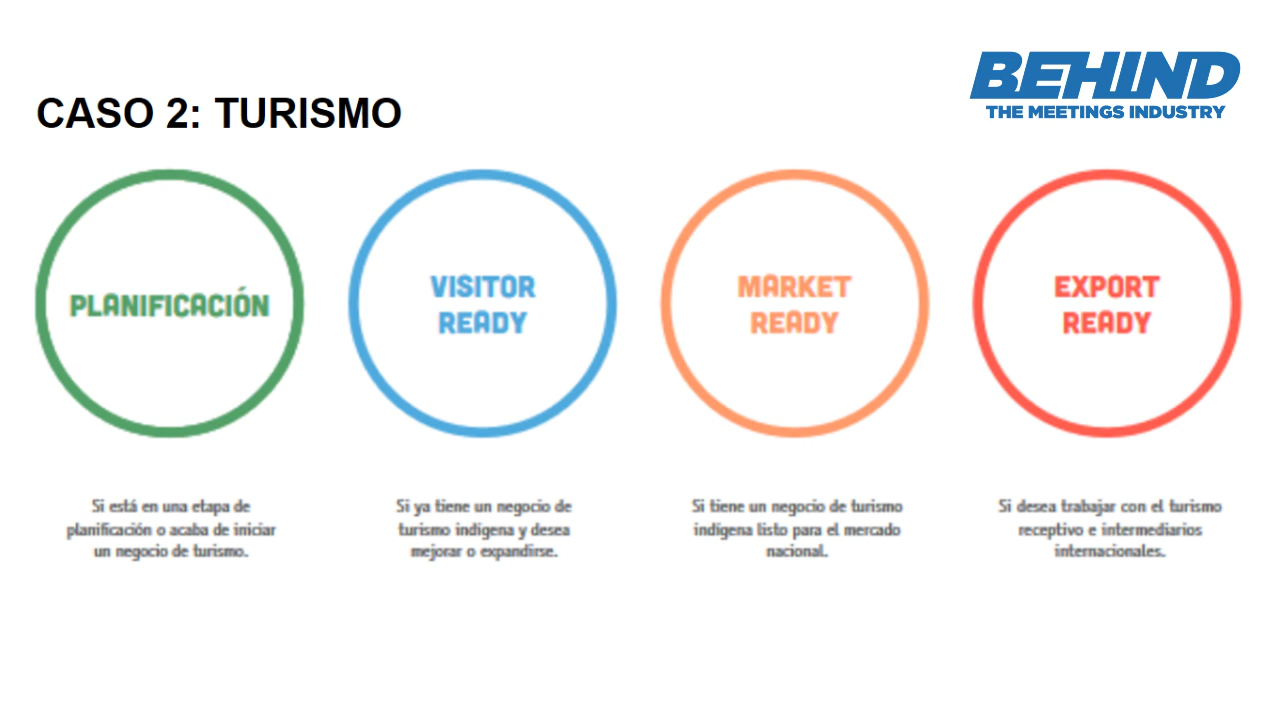 BEHIND
THE MEETINGS INDUSTRY
CASO 2: TURISMO
PLANIFICACIÓN
Si está en una etapa de
planificación o acaba de iniciar
un negocio de turismo.
VISITOR
READY
Si ya tiene un negocio de
turismo indígena y desea
mejorar o expandirse.
MARKET
READY
Si tiene un negocio de turismo
indígena listo para el mercado
nacional.
EXPORT
READY
Si desea trabajar con el turismo
receptivo e intermediarios
internacionales.